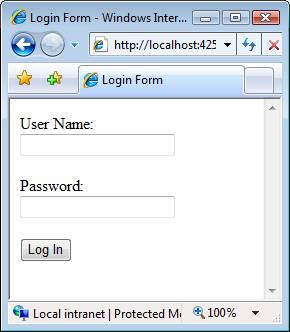 Login Form - Windows Inter...
http://localhost:425
Login Form
User Name:
Password:
Log In
Local intranet | Protected Mo
100%